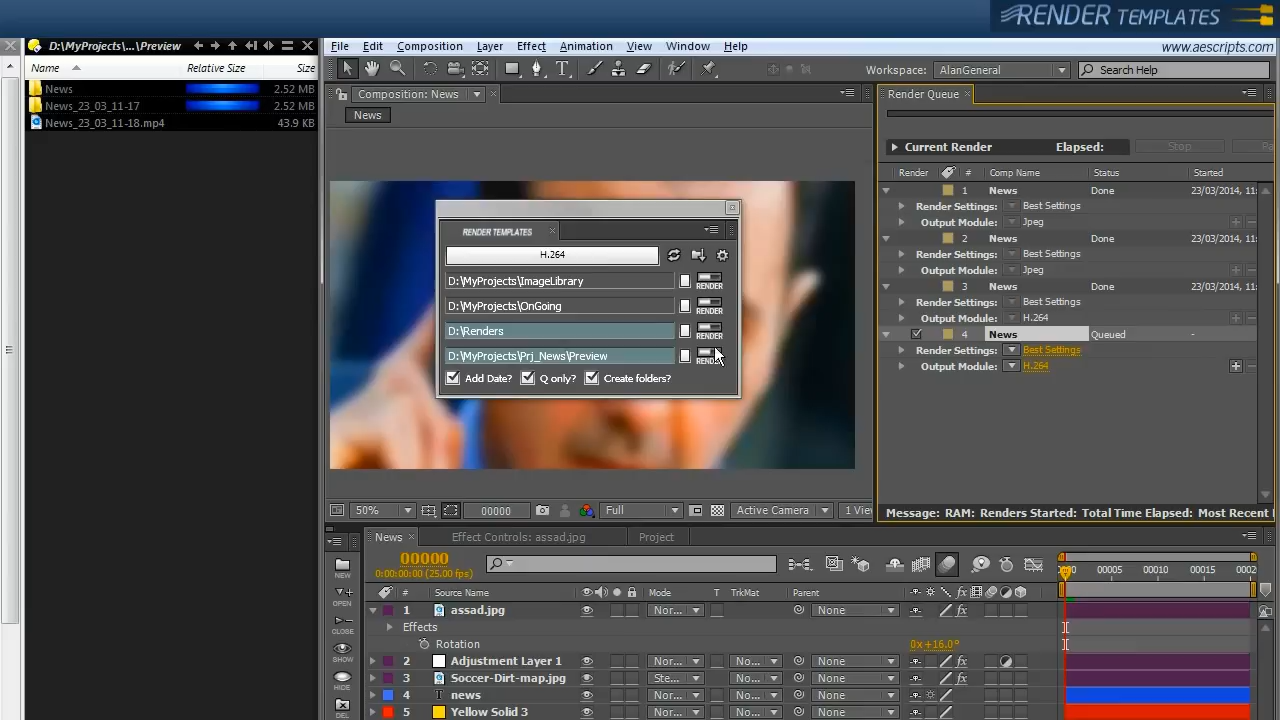 RENDER TEMPLATES
D:\MyProjects\...\Preview
File Edit Composition Layer Effect Animation View Window Help
www.aescripts.com
Name Relative Size Size
Workspace: AlanGeneral Search Help
News 2.52 MB
Composition: News
Render Queue
News_23_03_11-17 2.52 MB
News
News_23_03_11-18.mp4 43.9 KB
Current Render Elapsed: Stop
Render # Comp Name Status Started
1 News Done 23/03/2014, 11:
Render Settings: Best Settings
Output Module: Jpeg
RENDER TEMPLATES
2 News Done 23/03/2014, 11:
H.264
Render Settings: Best Settings
Output Module: Jpeg
D:\MyProjects\ImageLibrary RENDER
3 News Done 23/03/2014, 11:
D:\MyProjects\OnGoing RENDER
Render Settings: Best Settings
Output Module: H.264
D:\Renders RENDER
4 News Queued -
D:\MyProjects\Prj_News\Preview
Render Settings: Best Settings
Output Module: H.264
Add Date? Q only? Create folders?
50% 00000 Full Active Camera 1 View
Message: RAM: Renders Started: Total Time Elapsed: Most Recent
News Effect Controls: assad.jpg Project
00000
0:00:00:00 (25.00 fps)
NEW
00005 00010 00015
# Source Name Mode T TrkMat Parent
OPEN
1 assad.jpg Nor... None
CLOSE
Effects
Rotation 0x+16.0°
SHOW
2 Adjustment Layer 1 Nor... No... None
3 Soccer-Dirt-map.jpg Ste... No... None
HIDE
4 news Nor... No... None
DEL
5 Yellow Solid 3 Nor... No... None